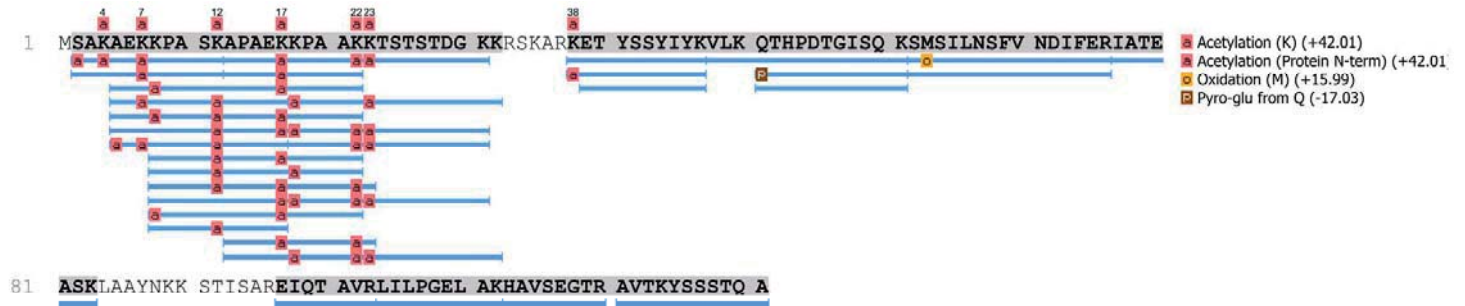 4 7 12 17 22 23 38
a a a a a a a
1 MSAKAEKKPA SKAPAEKKPA AKKTSTSTDG KKRSKARKET YSSYIYKVLK QTHPDTGISQ KSMSILNSFV NDIFERIATE
a Acetylation (K) (+42.01)
a Acetylation (Protein N-term) (+42.01)
o Oxidation (M) (+15.99)
P Pyro-glu from Q (-17.03)
a a a a a a o
a a a P
a a
a a a a
a a
a a a a a
a a a a a
a a
a a
a a a
a a a a
a a
a
a a
a a a
81 ASKLAAYNKK STISAREIQT AVRLILPGEL AKHAVSEGTR AVTKYSSSTQ A